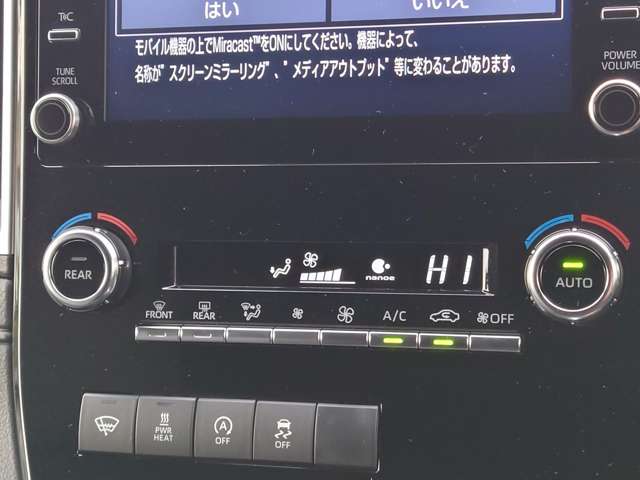 はい いいえ
モバイル機器の上でMiracast™をONにしてください。機器によって、
名称が"スクリーンミラーリング"、"メディアアウトプット"等に変わることがあります。
T&C
TUNE
SCROLL
POWER
VOLUME
REAR
nanoe
HI
AUTO
FRONT REAR A/C OFF
PWR
HEAT
A
OFF
OFF